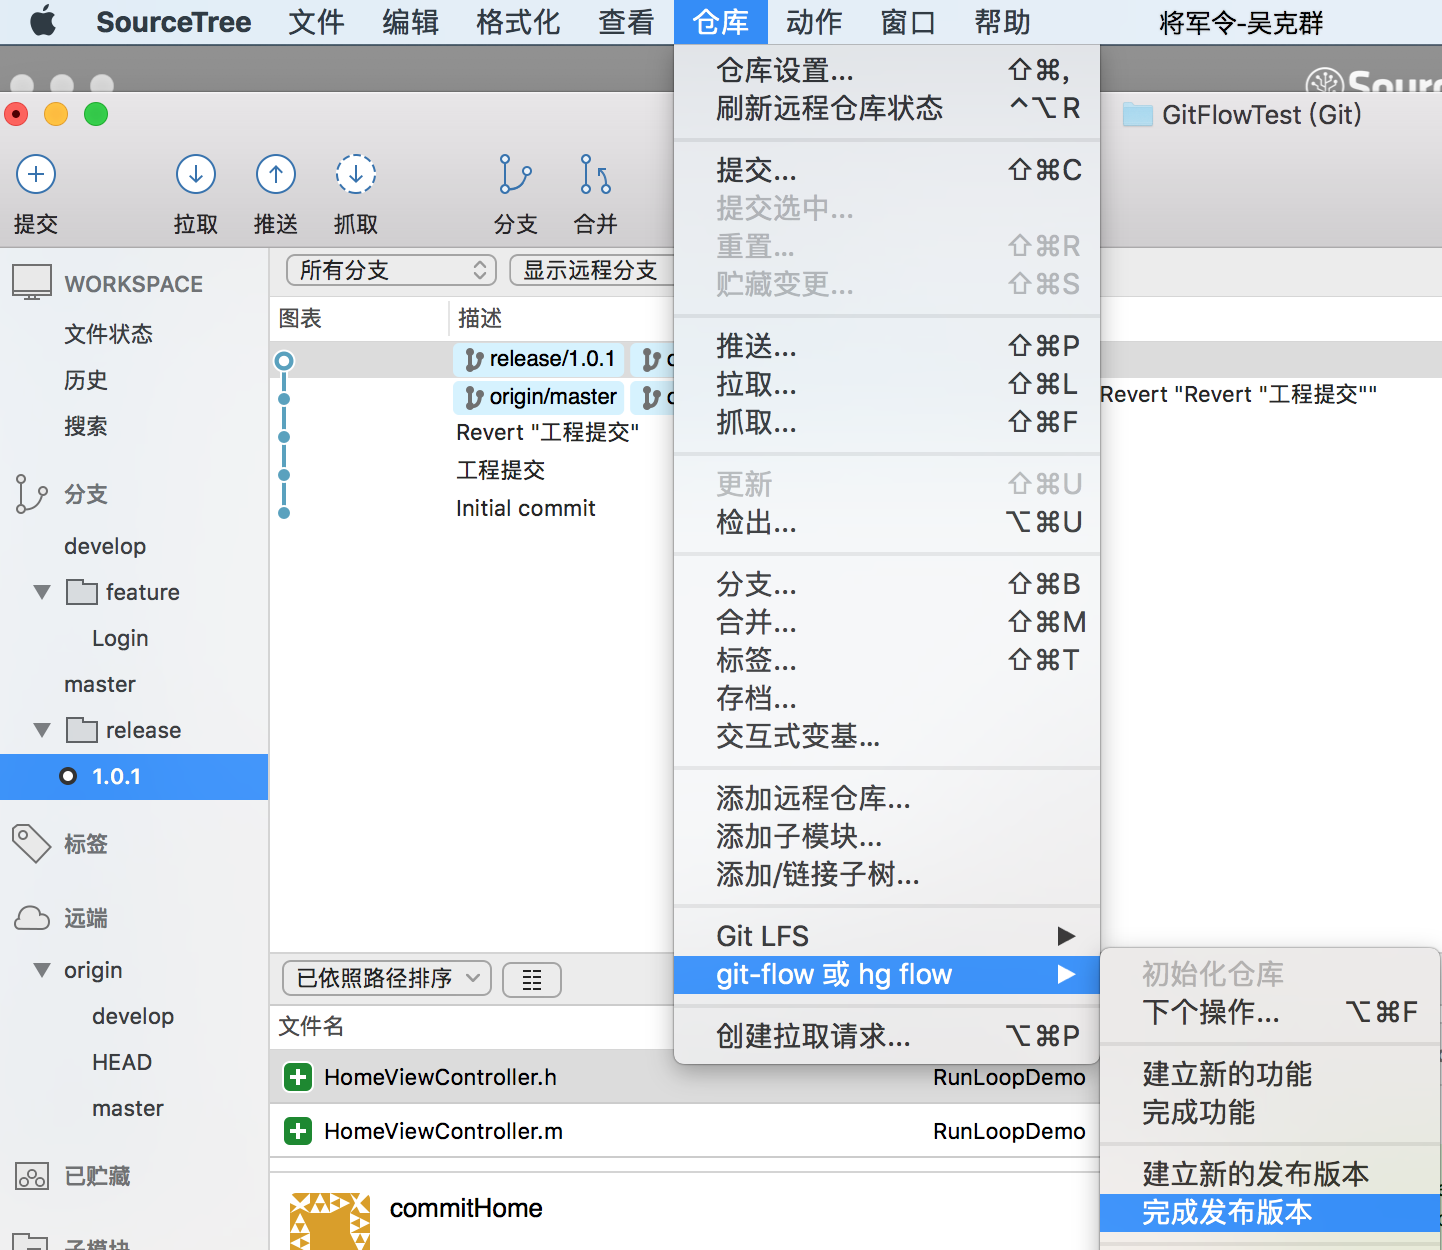 SourceTree 文件 编辑 格式化 查看 仓库 动作 窗口 帮助 将军令-吴克群
GitFlowTest (Git)
提交 拉取 推送 抓取 分支 合并
WORKSPACE
文件状态
历史
搜索
分支
develop
feature
Login
master
release
1.0.1
标签
远端
origin
develop
HEAD
master
已贮藏
子模块
所有分支 显示远程分支
图表 描述
release/1.0.1
origin/master
Revert "Revert "工程提交""
Revert "工程提交"
工程提交
Initial commit
已依照路径排序
文件名
HomeViewController.h RunLoopDemo
HomeViewController.m RunLoopDemo
commitHome
仓库设置... ⇧⌘,
刷新远程仓库状态 ^⌥R
提交... ⇧⌘C
提交选中...
重置... ⇧⌘R
贮藏变更... ⇧⌘S
推送... ⇧⌘P
拉取... ⇧⌘L
抓取... ⇧⌘F
更新 ⇧⌘U
检出... ⌥⌘U
分支... ⇧⌘B
合并... ⇧⌘M
标签... ⇧⌘T
存档...
交互式变基...
添加远程仓库...
添加子模块...
添加/链接子树...
Git LFS
git-flow 或 hg flow
创建拉取请求... ⌥⌘P
初始化仓库
下个操作... ⌥⌘F
建立新的功能
完成功能
建立新的发布版本
完成发布版本